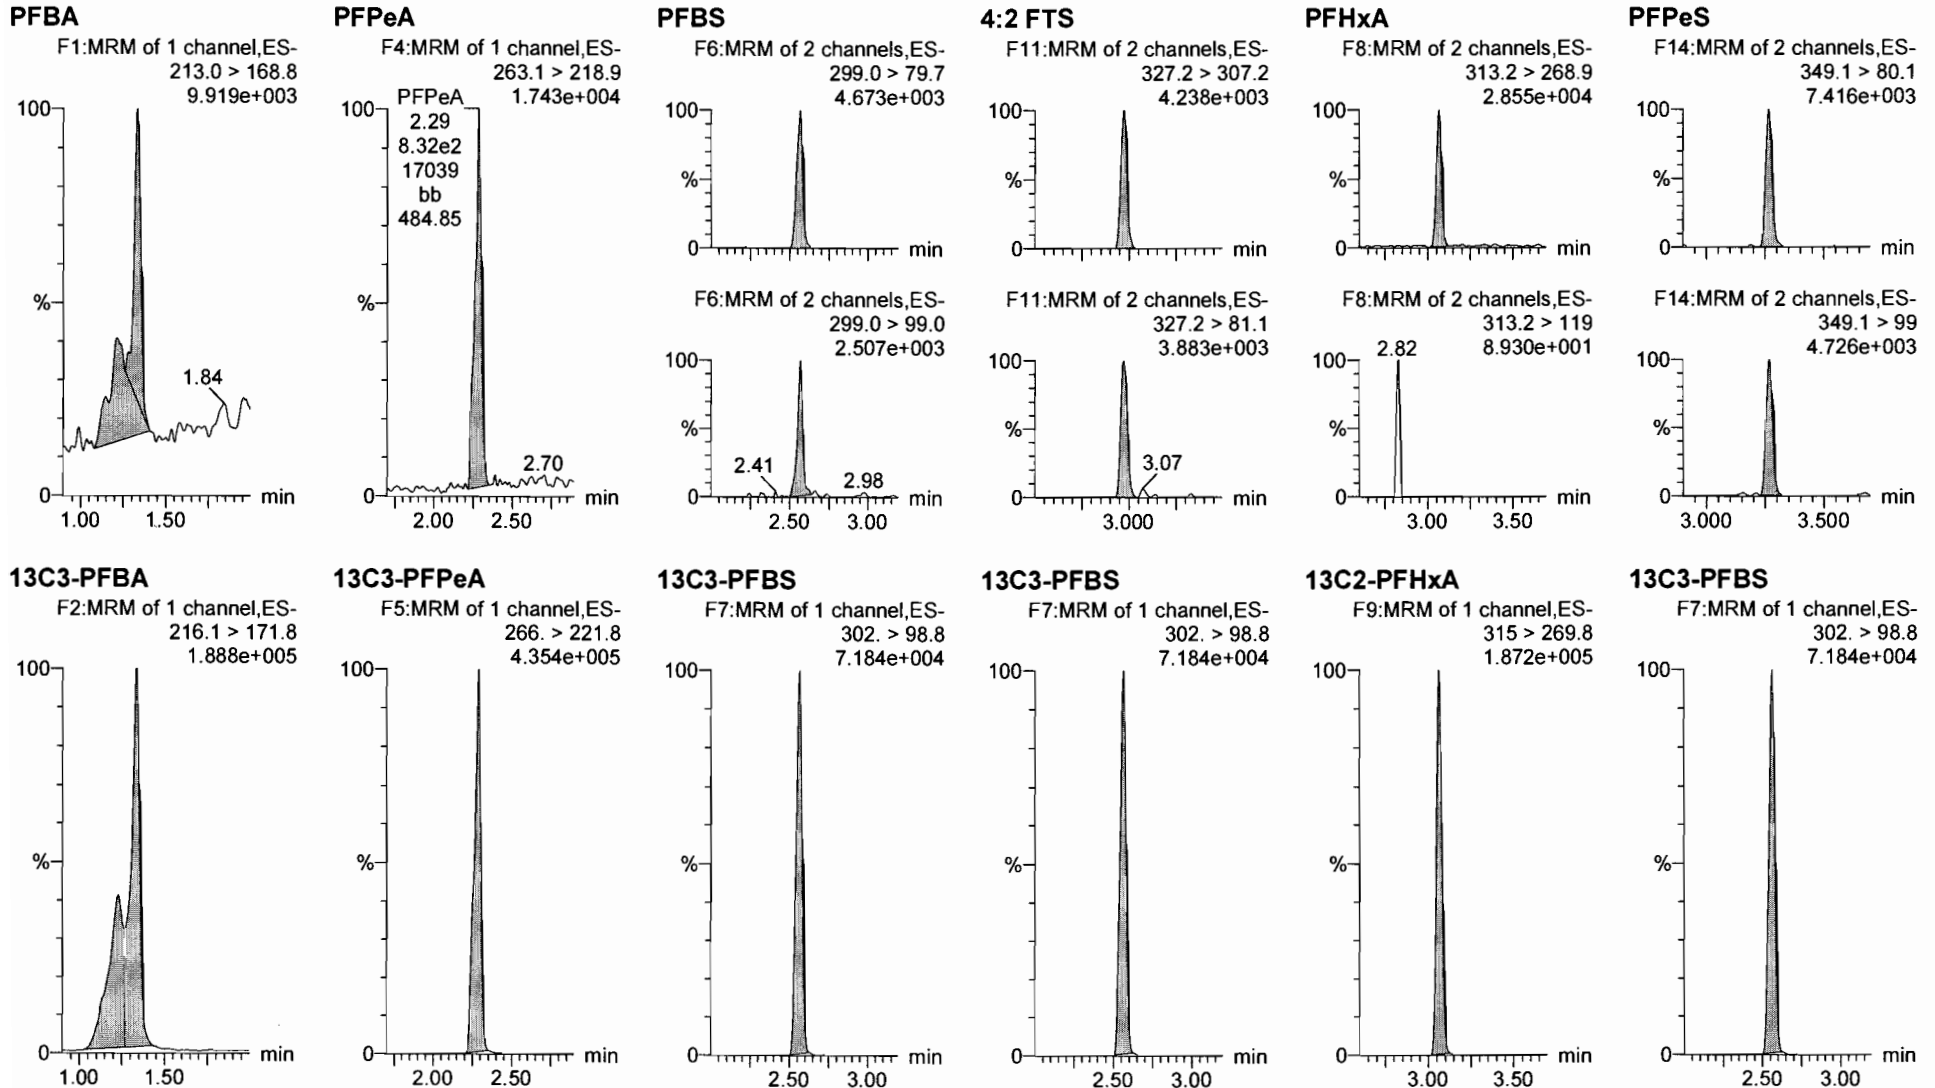 PFBA
F1:MRM of 1 channel,ES-
213.0 > 168.8
9.919e+003
100
%
0
1.84
min
1.00 1.50
PFPeA
F4:MRM of 1 channel,ES-
263.1 > 218.9
1.743e+004
100
PFPeA
2.29
8.32e2
17039
bb
484.85
%
0
2.70
min
2.00 2.50
PFBS
F6:MRM of 2 channels,ES-
299.0 > 79.7
4.673e+003
100
%
0
min
F6:MRM of 2 channels,ES-
299.0 > 99.0
2.507e+003
100
%
0
2.41
2.98
min
2.50 3.00
4:2 FTS
F11:MRM of 2 channels,ES-
327.2 > 307.2
4.238e+003
100
%
0
min
F11:MRM of 2 channels,ES-
327.2 > 81.1
3.883e+003
100
%
0
3.07
min
3.000
PFHxA
F8:MRM of 2 channels,ES-
313.2 > 268.9
2.855e+004
100
%
0
min
F8:MRM of 2 channels,ES-
313.2 > 119
8.930e+001
2.82
100
%
0
min
3.00 3.50
PFPeS
F14:MRM of 2 channels,ES-
349.1 > 80.1
7.416e+003
100
%
0
min
F14:MRM of 2 channels,ES-
349.1 > 99
4.726e+003
100
%
0
min
3.000 3.500
13C3-PFBA
F2:MRM of 1 channel,ES-
216.1 > 171.8
1.888e+005
100
%
0
min
1.00 1.50
13C3-PFPeA
F5:MRM of 1 channel,ES-
266. > 221.8
4.354e+005
100
%
0
min
2.00 2.50
13C3-PFBS
F7:MRM of 1 channel,ES-
302. > 98.8
7.184e+004
100
%
0
min
2.50 3.00
13C3-PFBS
F7:MRM of 1 channel,ES-
302. > 98.8
7.184e+004
100
%
0
min
2.50 3.00
13C2-PFHxA
F9:MRM of 1 channel,ES-
315 > 269.8
1.872e+005
100
%
0
min
3.00 3.50
13C3-PFBS
F7:MRM of 1 channel,ES-
302. > 98.8
7.184e+004
100
%
0
min
2.50 3.00